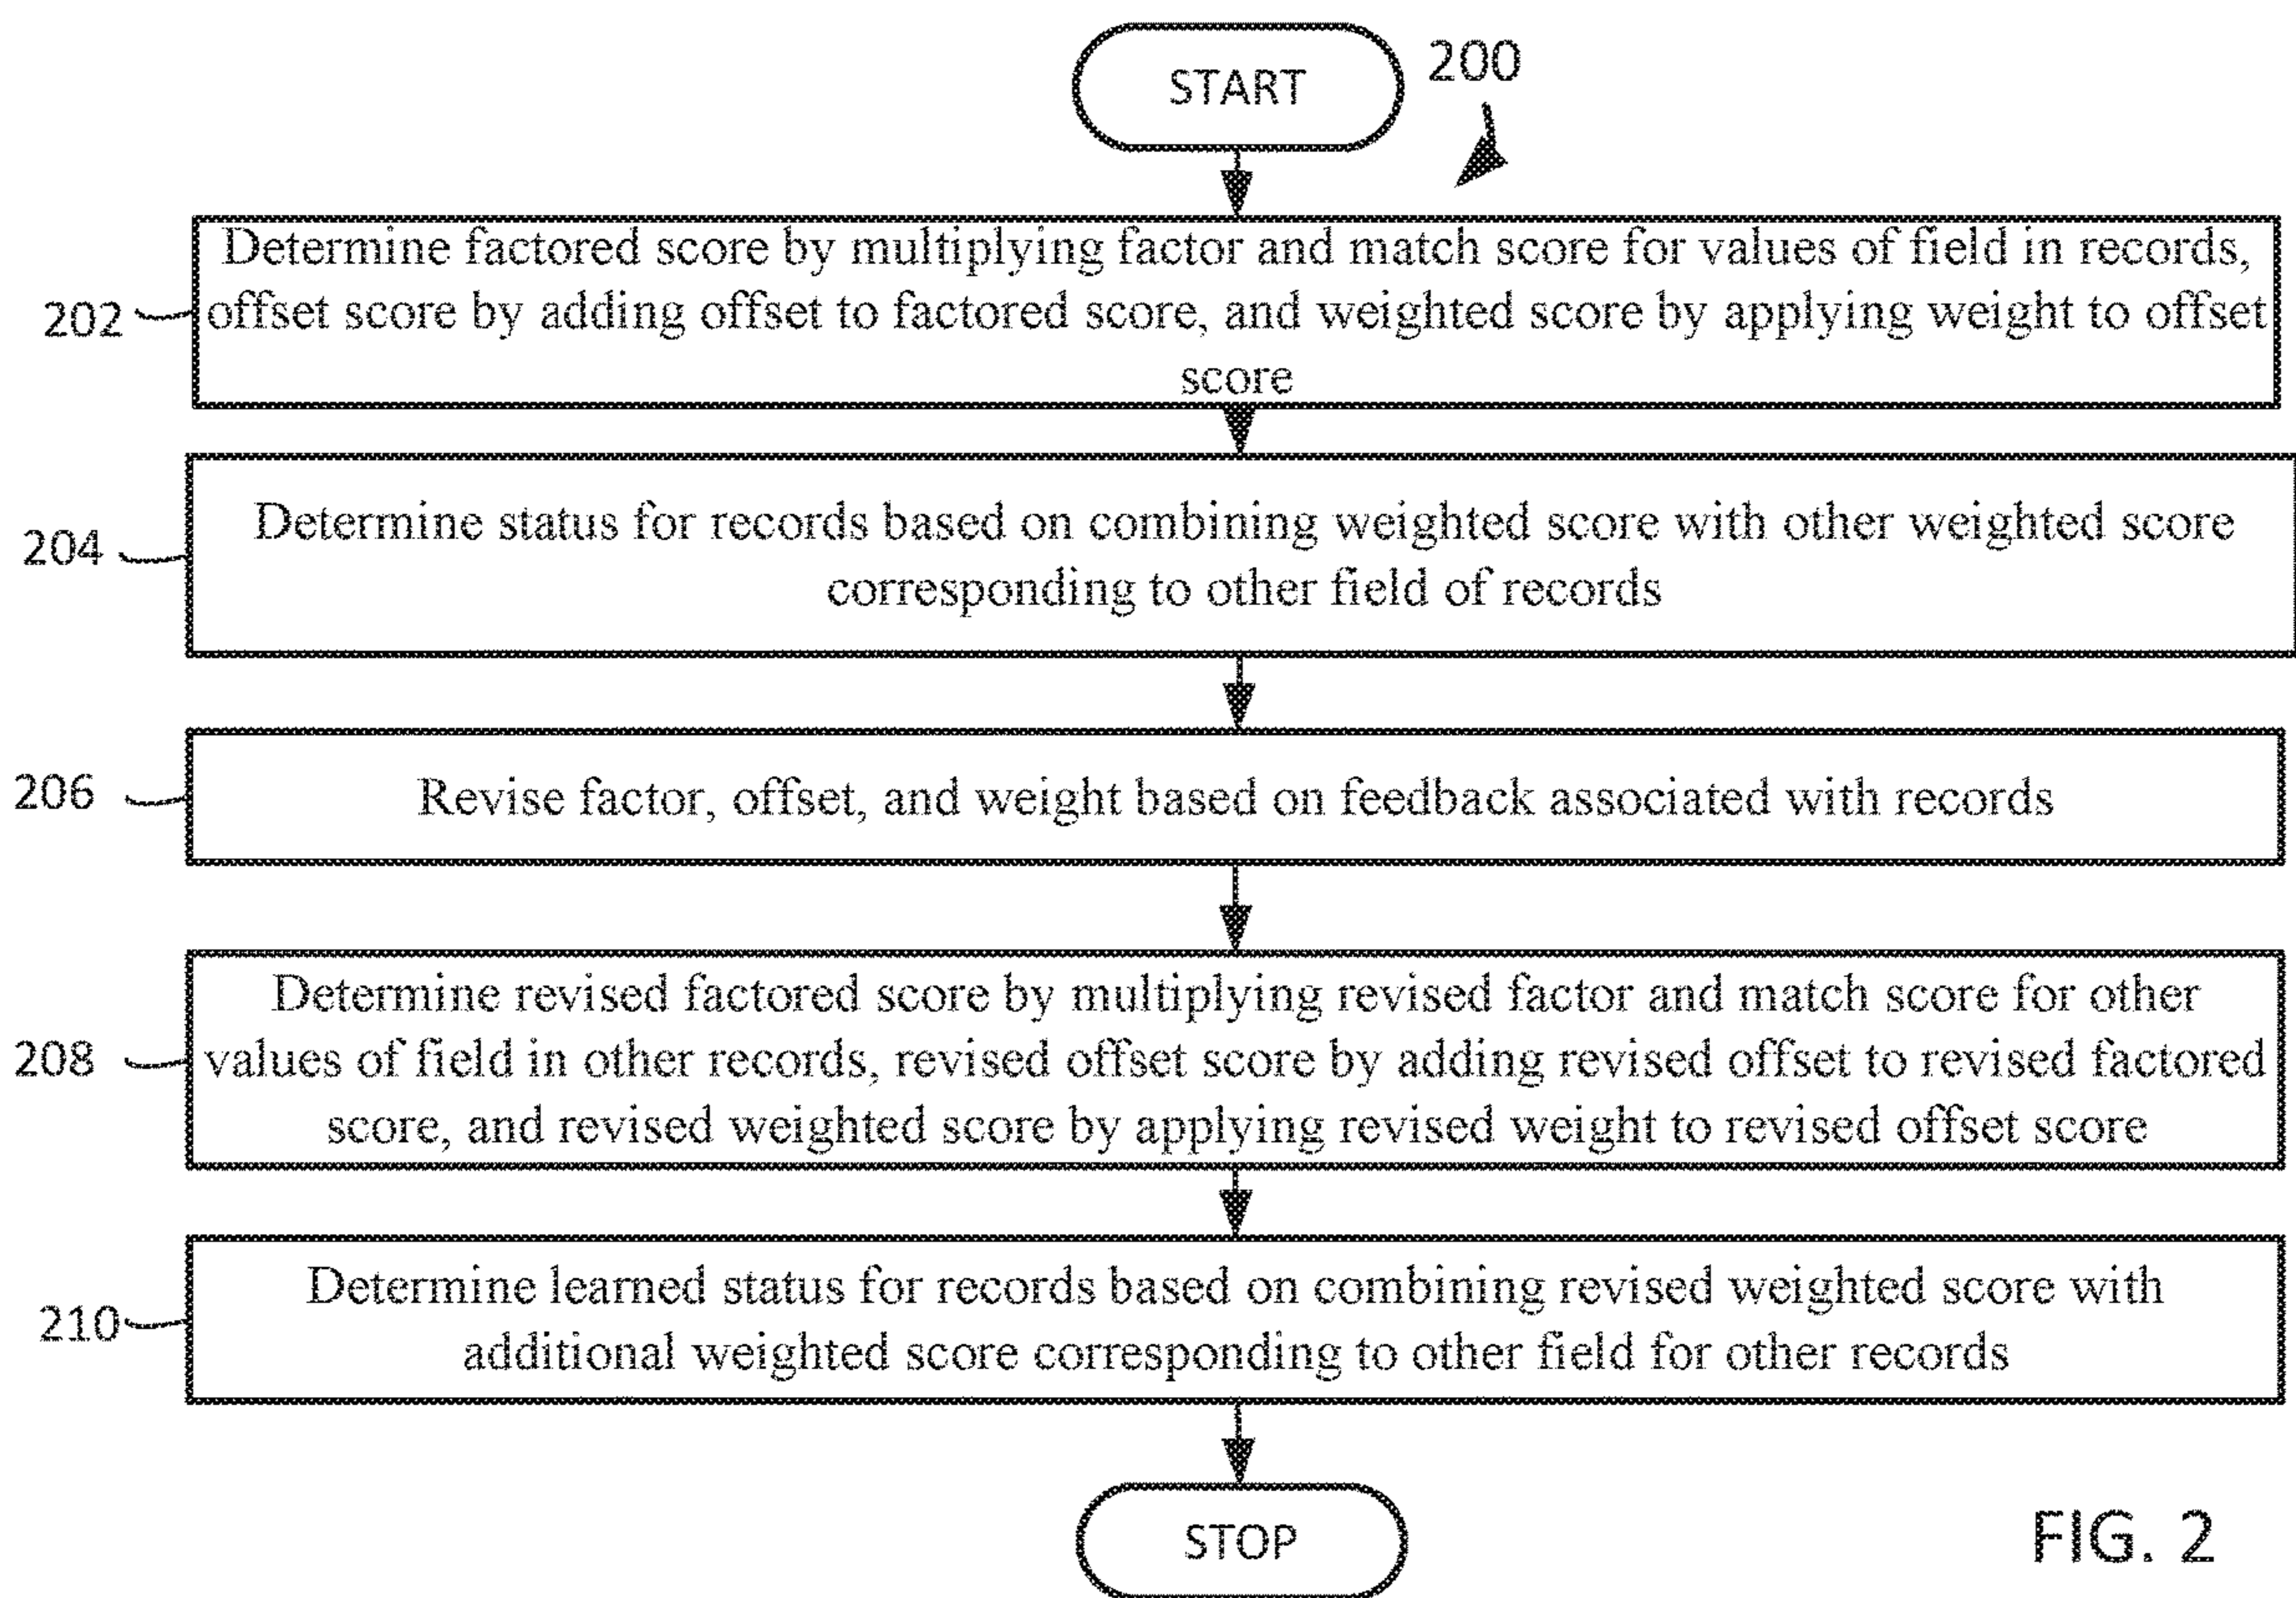 START
200
202
Determine factored score by multiplying factor and match score for values of field in records,
offset score by adding offset to factored score, and weighted score by applying weight to offset
score
204
Determine status for records based on combining weighted score with other weighted score
corresponding to other field of records
206
Revise factor, offset, and weight based on feedback associated with records
208
Determine revised factored score by multiplying revised factor and match score for other
values of field in other records, revised offset score by adding revised offset to revised factored
score, and revised weighted score by applying revised weight to revised offset score
210
Determine learned status for records based on combining revised weighted score with
additional weighted score corresponding to other field for other records
STOP
FIG. 2